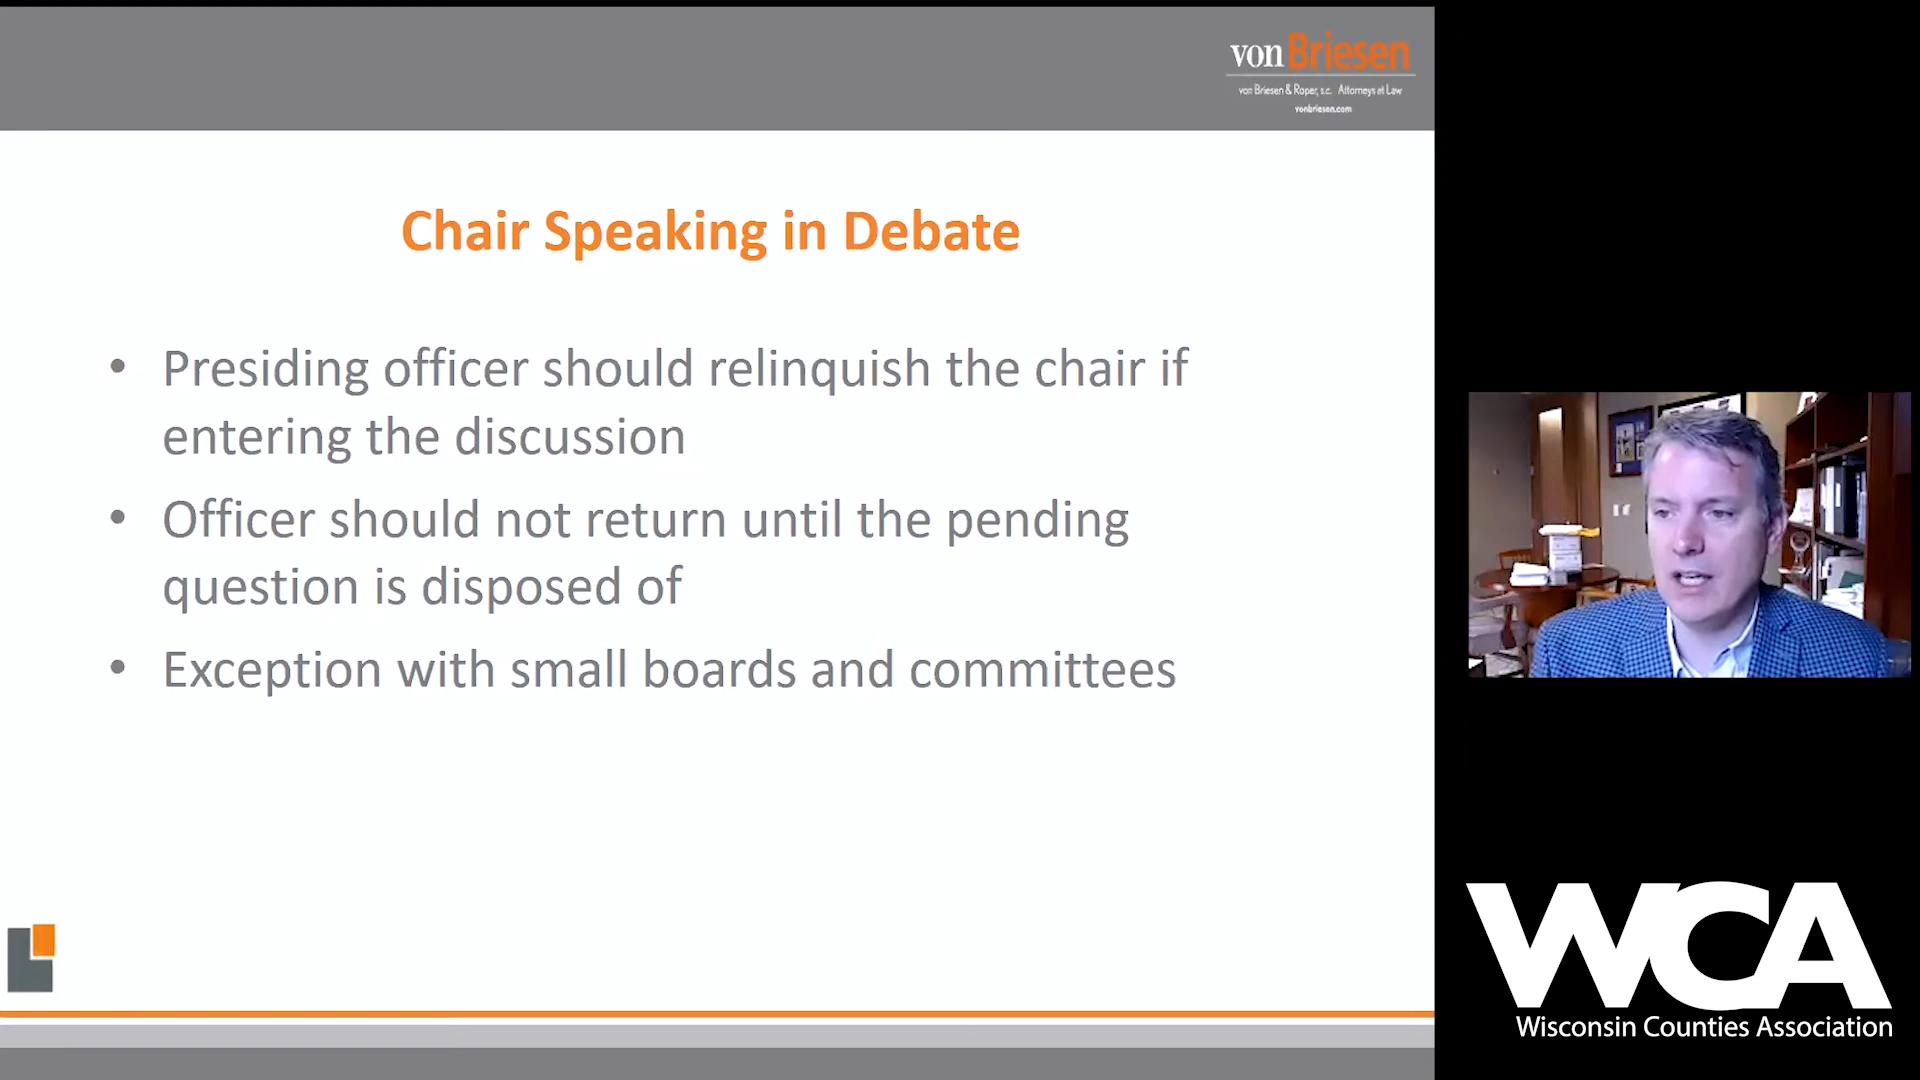 von Briesen
von Briesen & Roper, s.c. Attorneys at Law
vonbriesen.com
Chair Speaking in Debate
• Presiding officer should relinquish the chair if
entering the discussion
• Officer should not return until the pending
question is disposed of
• Exception with small boards and committees
WCA
Wisconsin Counties Association